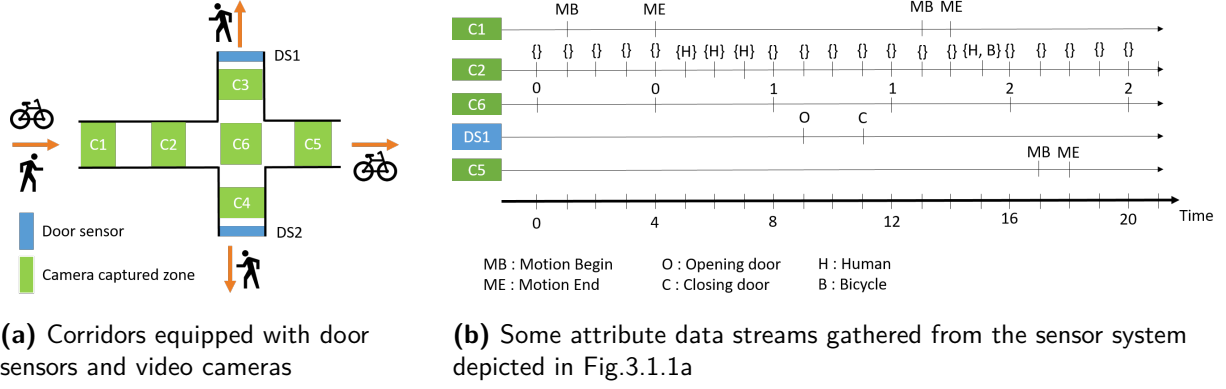 DS1
C3
C1 C2 C6 C5
C4
DS2
Door sensor
Camera captured zone
(a) Corridors equipped with door
sensors and video cameras
MB ME MB ME
C1
{} {} {} {} {} {H} {H} {H} {} {} {} {} {} {} {} {H, B} {} {} {} {} {}
C2
0 0 1 1 2 2
C6
O C
DS1
MB ME
C5
0 4 8 12 16 20 Time
MB : Motion Begin O : Opening door H : Human
ME : Motion End C : Closing door B : Bicycle
(b) Some attribute data streams gathered from the sensor system
depicted in Fig.3.1.1a